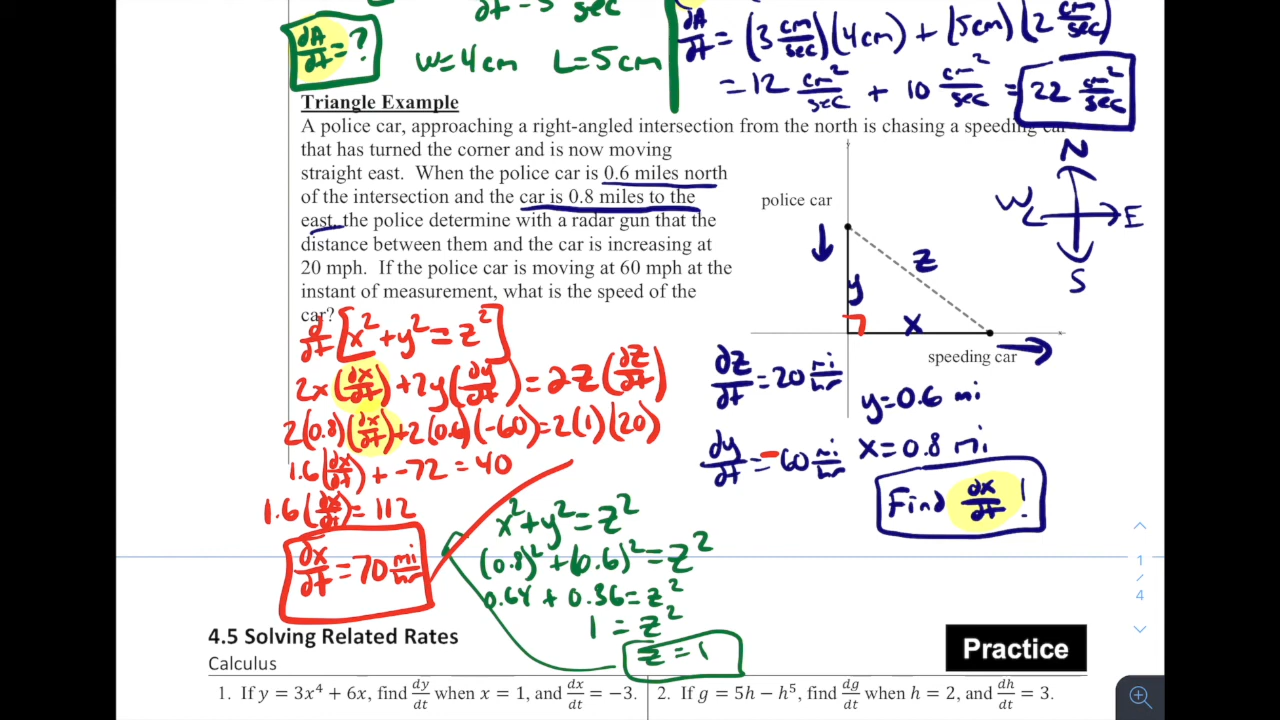 dt = 3 cm/sec
dA/dt = ?
W=4cm L=5cm
dA/dt = (3 cm/sec)(4cm) + (5cm)(2 cm/sec)
= 12 cm²/sec + 10 cm²/sec = 22 cm²/sec
Triangle Example
A police car, approaching a right-angled intersection from the north is chasing a speeding car
that has turned the corner and is now moving
straight east. When the police car is 0.6 miles north
of the intersection and the car is 0.8 miles to the
east, the police determine with a radar gun that the
distance between them and the car is increasing at
20 mph. If the police car is moving at 60 mph at the
instant of measurement, what is the speed of the
car?
N
W E
S
police car
z
y
x
speeding car
d/dt [x² + y² = z²]
2x (dx/dt) + 2y (dy/dt) = 2z (dz/dt)
2(0.8)(dx/dt) + 2(0.6)(-60) = 2(1)(20)
1.6(dx/dt) + -72 = 40
1.6(dx/dt) = 112
dx/dt = 70 mi/hr
dz/dt = 20 mi/hr
y = 0.6 mi
dy/dt = -60 mi/hr
x = 0.8 mi
Find dx/dt!
x² + y² = z²
(0.8)² + (0.6)² = z²
0.64 + 0.36 = z²
1 = z²
z = 1
1
/
4
4.5 Solving Related Rates
Calculus
Practice
1. If y = 3x⁴ + 6x, find dy/dt when x = 1, and dx/dt = −3.
2. If g = 5h − h⁵, find dg/dt when h = 2, and dh/dt = 3.